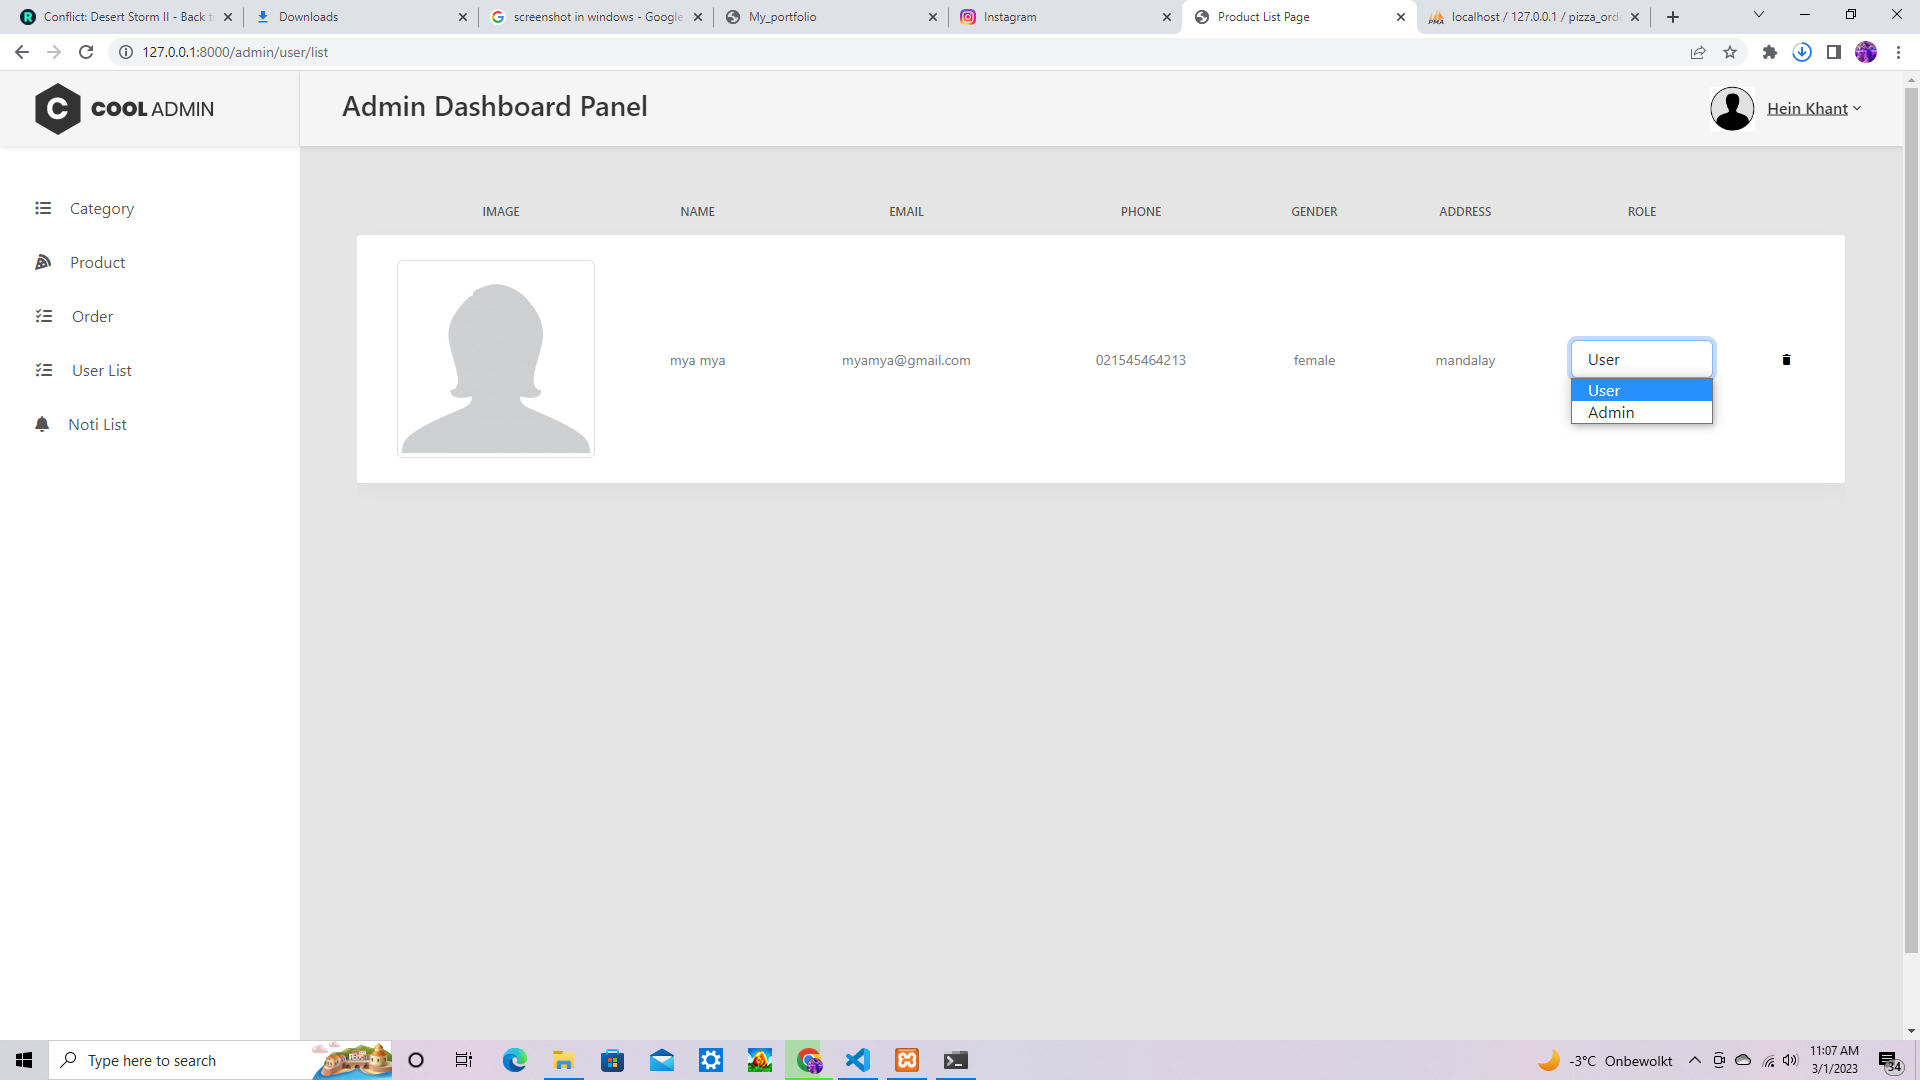 Conflict: Desert Storm II - Back t
Downloads
screenshot in windows - Google
My_portfolio
Instagram
Product List Page
localhost / 127.0.0.1 / pizza_ord
127.0.0.1:8000/admin/user/list
C COOL ADMIN
Admin Dashboard Panel
Hein Khant
Category
Product
Order
User List
Noti List
IMAGE NAME EMAIL PHONE GENDER ADDRESS ROLE
mya mya myamya@gmail.com 021545464213 female mandalay User
User
Admin
Type here to search
-3°C Onbewolkt
11:07 AM
3/1/2023
34